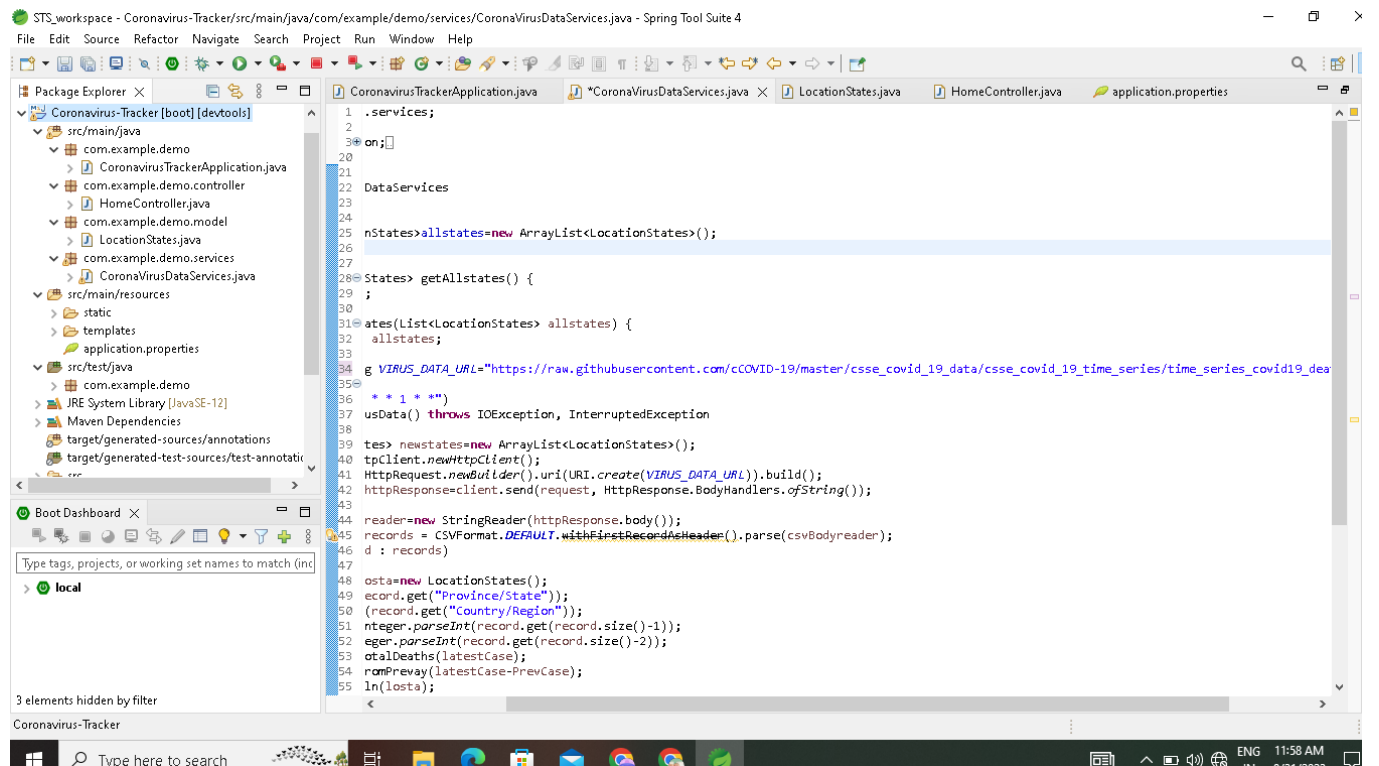 STS_workspace - Coronavirus-Tracker/src/main/java/com/example/demo/services/CoronaVirusDataServices.java - Spring Tool Suite 4
File Edit Source Refactor Navigate Search Project Run Window Help
Package Explorer
Coronavirus-Tracker [boot] [devtools]
src/main/java
com.example.demo
CoronavirusTrackerApplication.java
com.example.demo.controller
HomeController.java
com.example.demo.model
LocationStates.java
com.example.demo.services
CoronaVirusDataServices.java
src/main/resources
static
templates
application.properties
src/test/java
com.example.demo
JRE System Library [JavaSE-12]
Maven Dependencies
target/generated-sources/annotations
target/generated-test-sources/test-annotatio
Boot Dashboard
Type tags, projects, or working set names to match (inc
local
3 elements hidden by filter
CoronavirusTrackerApplication.java *CoronaVirusDataServices.java LocationStates.java HomeController.java application.properties
1 .services;
2
3 on;
20
21
22 DataServices
23
24
25 nStates>allstates=new ArrayList<LocationStates>();
26
27
28 States> getAllstates() {
29 ;
30
31 ates(List<LocationStates> allstates) {
32 allstates;
33
34 g VIRUS_DATA_URL="https://raw.githubusercontent.com/cCOVID-19/master/csse_covid_19_data/csse_covid_19_time_series/time_series_covid19_dea
35
36 * * 1 * *")
37 usData() throws IOException, InterruptedException
38
39 tes> newstates=new ArrayList<LocationStates>();
40 tpClient.newHttpClient();
41 HttpRequest.newBuilder().uri(URI.create(VIRUS_DATA_URL)).build();
42 httpResponse=client.send(request, HttpResponse.BodyHandlers.ofString());
43
44 reader=new StringReader(httpResponse.body());
45 records = CSVFormat.DEFAULT.withFirstRecordAsHeader().parse(csvBodyreader);
46 d : records)
47
48 osta=new LocationStates();
49 ecord.get("Province/State"));
50 (record.get("Country/Region"));
51 nteger.parseInt(record.get(record.size()-1));
52 eger.parseInt(record.get(record.size()-2));
53 otalDeaths(latestCase);
54 romPrevay(latestCase-PrevCase);
55 ln(losta);
Coronavirus-Tracker
Type here to search
ENG 11:58 AM